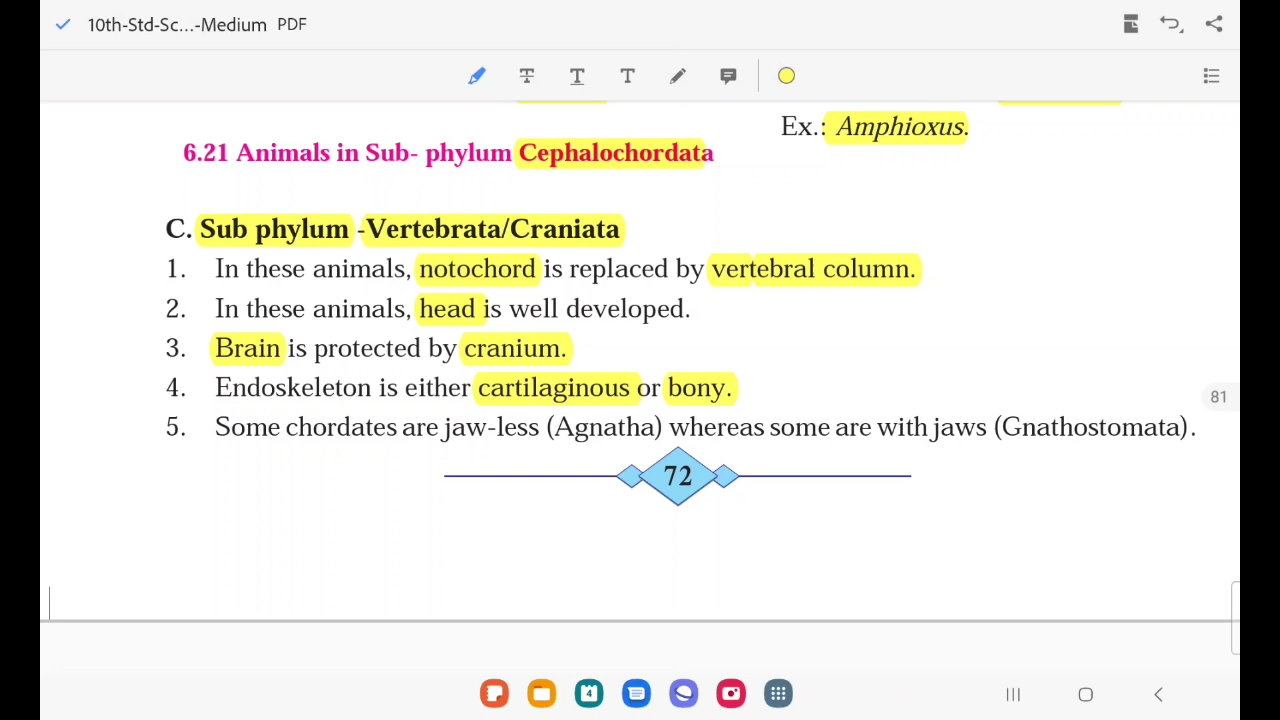 10th-Std-Sc...-Medium PDF
Ex.: Amphioxus.
6.21 Animals in Sub- phylum Cephalochordata
C. Sub phylum -Vertebrata/Craniata
1. In these animals, notochord is replaced by vertebral column.
2. In these animals, head is well developed.
3. Brain is protected by cranium.
4. Endoskeleton is either cartilaginous or bony.
81
5. Some chordates are jaw-less (Agnatha) whereas some are with jaws (Gnathostomata).
72
4